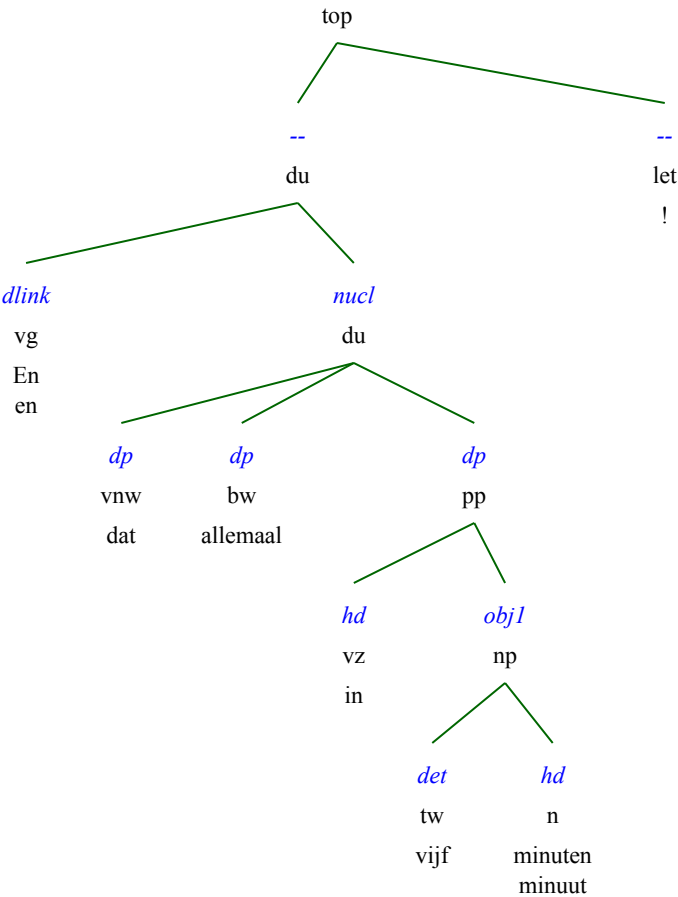 top
-- --
du let
!
dlink nucl
vg du
En
en
dp dp dp
vnw bw pp
dat allemaal
hd obj1
vz np
in
det hd
tw n
vijf minuten
minuut